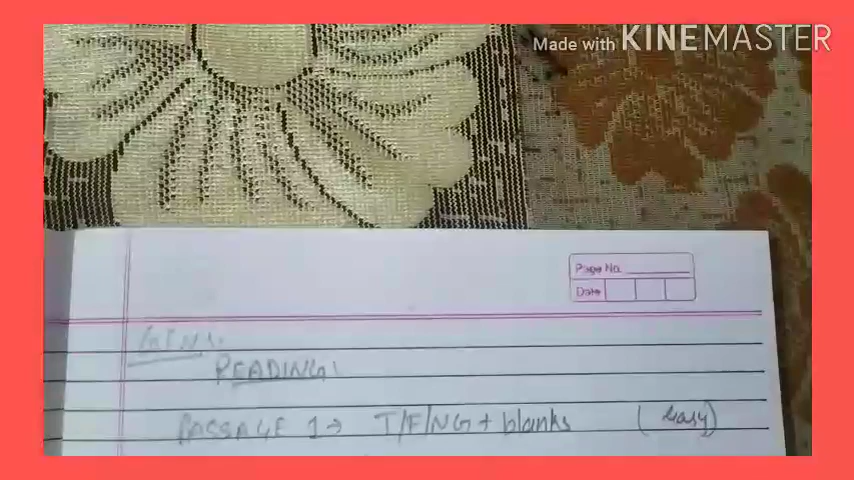 Made with KINEMASTER
Page No.
Date
READING:
PASSAGE 1→ T/F/NG + blanks (easy)